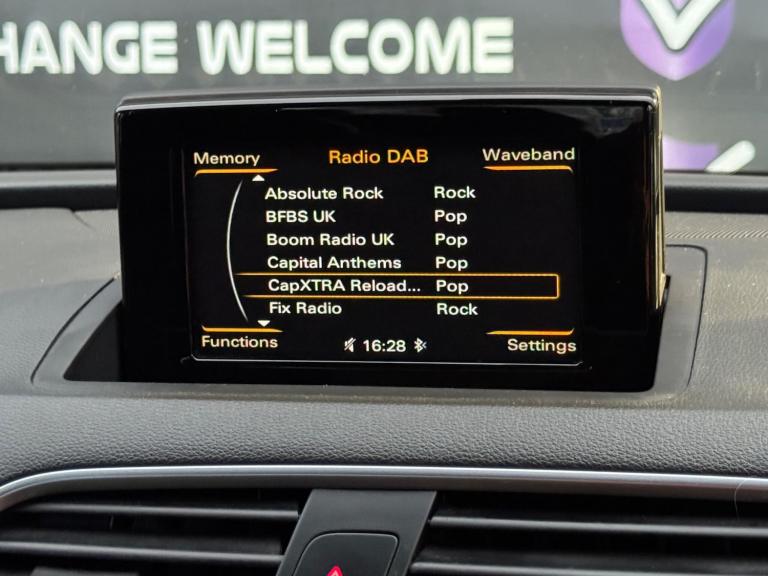 HANGE WELCOME
Memory Radio DAB Waveband
Absolute Rock Rock
BFBS UK Pop
Boom Radio UK Pop
Capital Anthems Pop
CapXTRA Reload... Pop
Fix Radio Rock
Functions 16:28 Settings